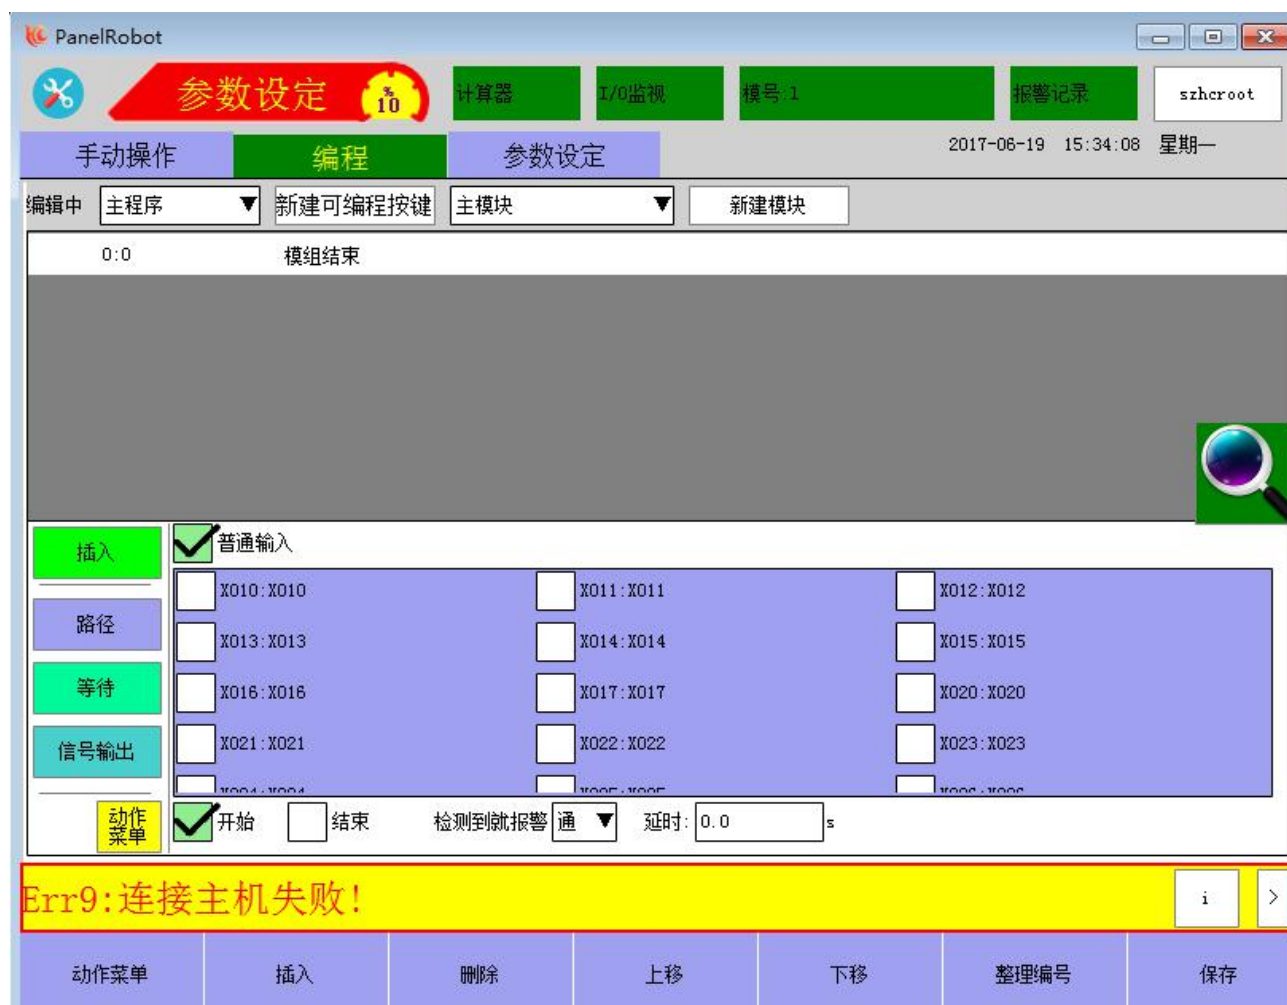 PanelRobot
参数设定 % 10 计算器 I/O监视 模号:1 报警记录 szhcroot
手动操作 编程 参数设定 2017-06-19 15:34:08 星期一
编辑中 主程序 新建可编程按键 主模块 新建模块
0:0 模组结束
插入 普通输入
X010:X010 X011:X011 X012:X012
路径 X013:X013 X014:X014 X015:X015
等待 X016:X016 X017:X017 X020:X020
信号输出 X021:X021 X022:X022 X023:X023
动作菜单 开始 结束 检测到就报警 通 延时: 0.0 s
Err9:连接主机失败! i >
动作菜单 插入 删除 上移 下移 整理编号 保存